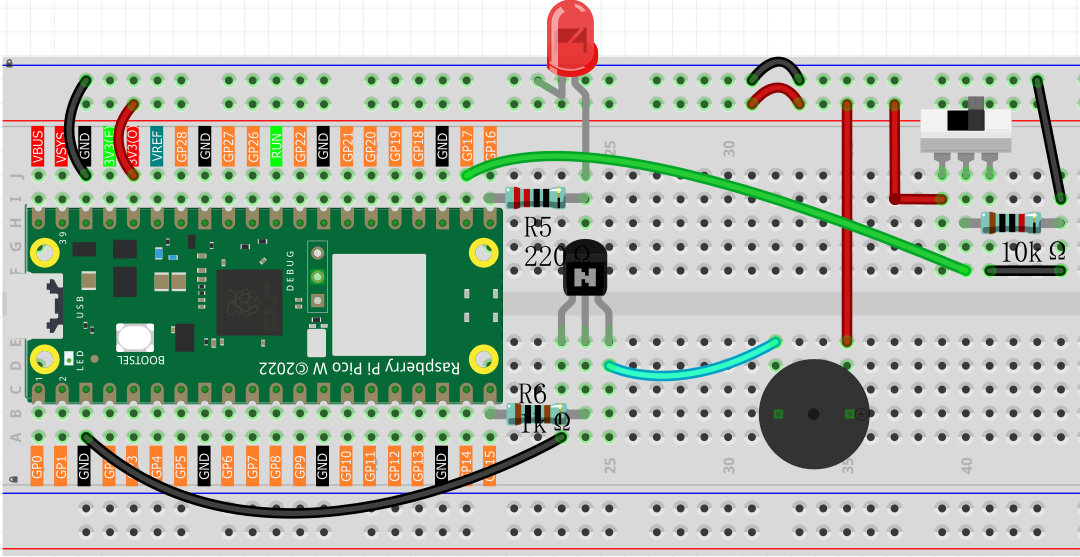 VBUS VSYS GND 3V3(E) 3V3(O) VREF GP28 GND GP27 GP26 RUN GP22 GND GP21 GP20 GP19 GP18 GND GP17 GP16
25 30
J
I
H
G
F
39
DEBUG
R5
220 Ω
10k Ω
N
USB
BOOTSEL
LED
1 2
Raspberry Pi Pico W ©2022
E
D
C
B
A
R6
1k Ω
GP0 GP1 GND GP2 GP3 GP4 GP5 GND GP6 GP7 GP8 GP9 GND GP10 GP11 GP12 GP13 GND GP14 GP15
25 30 35 40